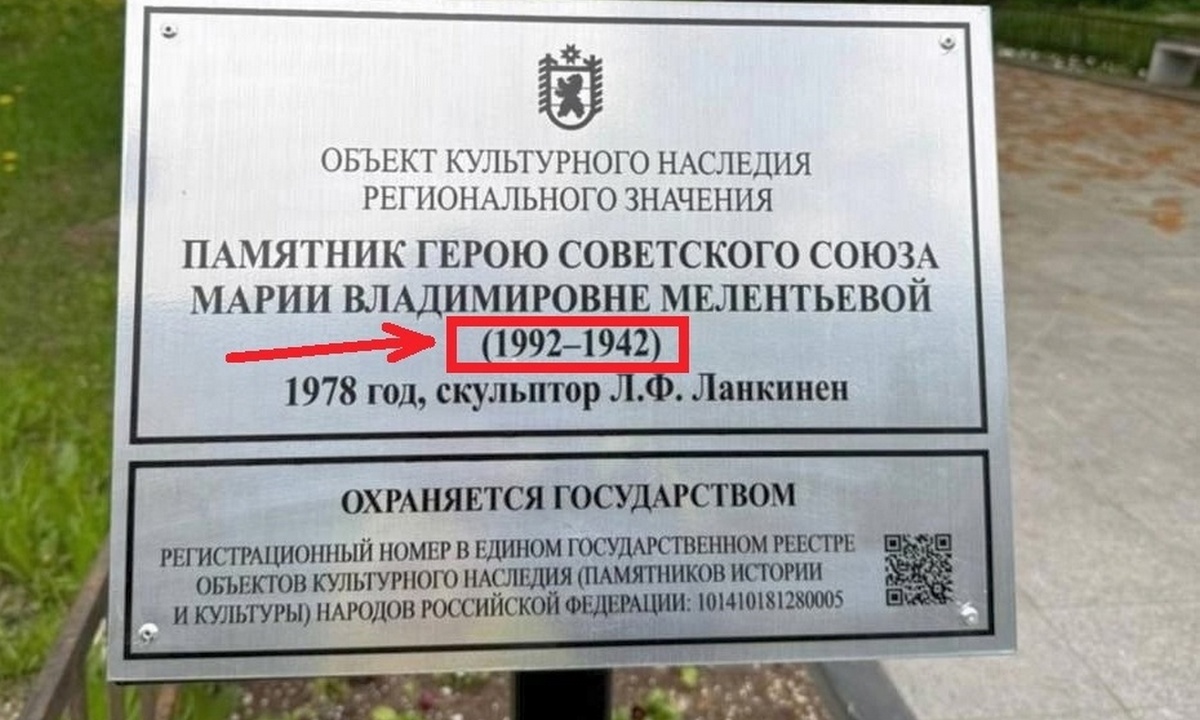 ОБЪЕКТ КУЛЬТУРНОГО НАСЛЕДИЯ
РЕГИОНАЛЬНОГО ЗНАЧЕНИЯ
ПАМЯТНИК ГЕРОЮ СОВЕТСКОГО СОЮЗА
МАРИИ ВЛАДИМИРОВНЕ МЕЛЕНТЬЕВОЙ
(1992–1942)
1978 год, скульптор Л.Ф. Ланкинен
ОХРАНЯЕТСЯ ГОСУДАРСТВОМ
РЕГИСТРАЦИОННЫЙ НОМЕР В ЕДИНОМ ГОСУДАРСТВЕННОМ РЕЕСТРЕ
ОБЪЕКТОВ КУЛЬТУРНОГО НАСЛЕДИЯ (ПАМЯТНИКОВ ИСТОРИИ
И КУЛЬТУРЫ) НАРОДОВ РОССИЙСКОЙ ФЕДЕРАЦИИ: 101410181280005